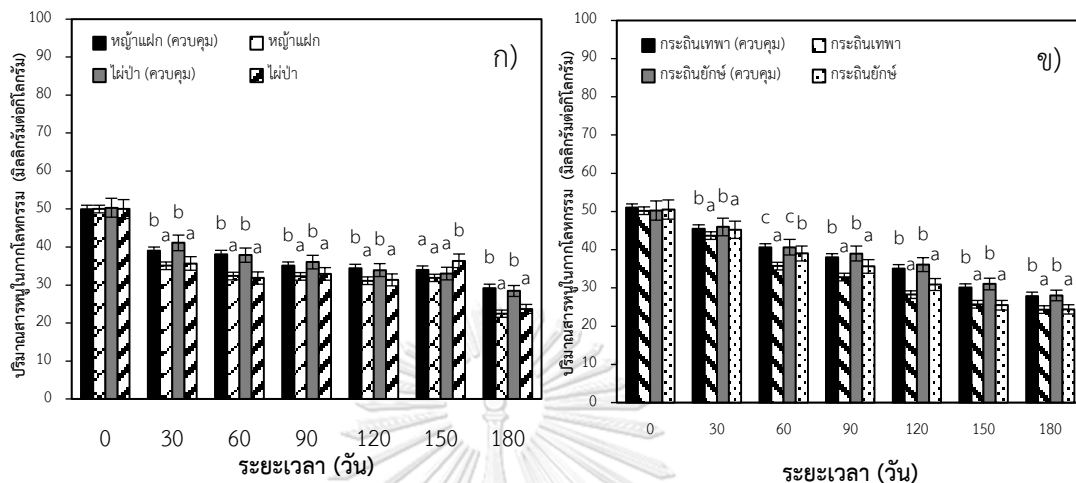 ปริมาณสารหนูในกากโลหกรรม (มิลลิกรัมต่อกิโลกรัม)
100
90
80
70
60
50
40
30
20
10
0
หญ้าแฝก (ควบคุม)
หญ้าแฝก
ไผ่ป่า (ควบคุม)
ไผ่ป่า
ก)
b a b a
b a b a
b a b a
b a b a
a a a b
b a b a
0 30 60 90 120 150 180
ระยะเวลา (วัน)
ปริมาณสารหนูในกากโลหกรรม (มิลลิกรัมต่อกิโลกรัม)
100
90
80
70
60
50
40
30
20
10
0
กระถินเทพา (ควบคุม)
กระถินเทพา
กระถินยักษ์ (ควบคุม)
กระถินยักษ์
ข)
b a b a
c a c b
b a b a
b a b a
b a b a
b a b a
0 30 60 90 120 150 180
ระยะเวลา (วัน)